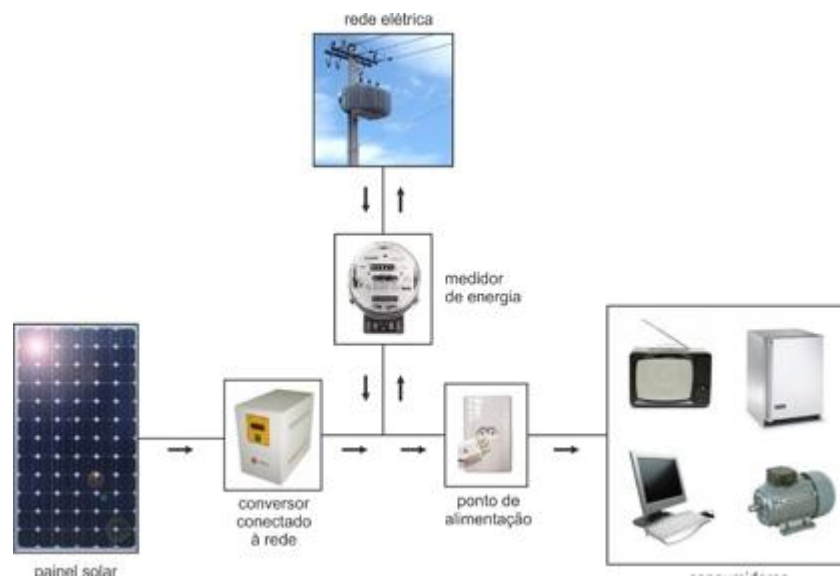 rede elétrica
medidor
de energia
conversor
conectado
à rede
ponto de
alimentação
painel solar